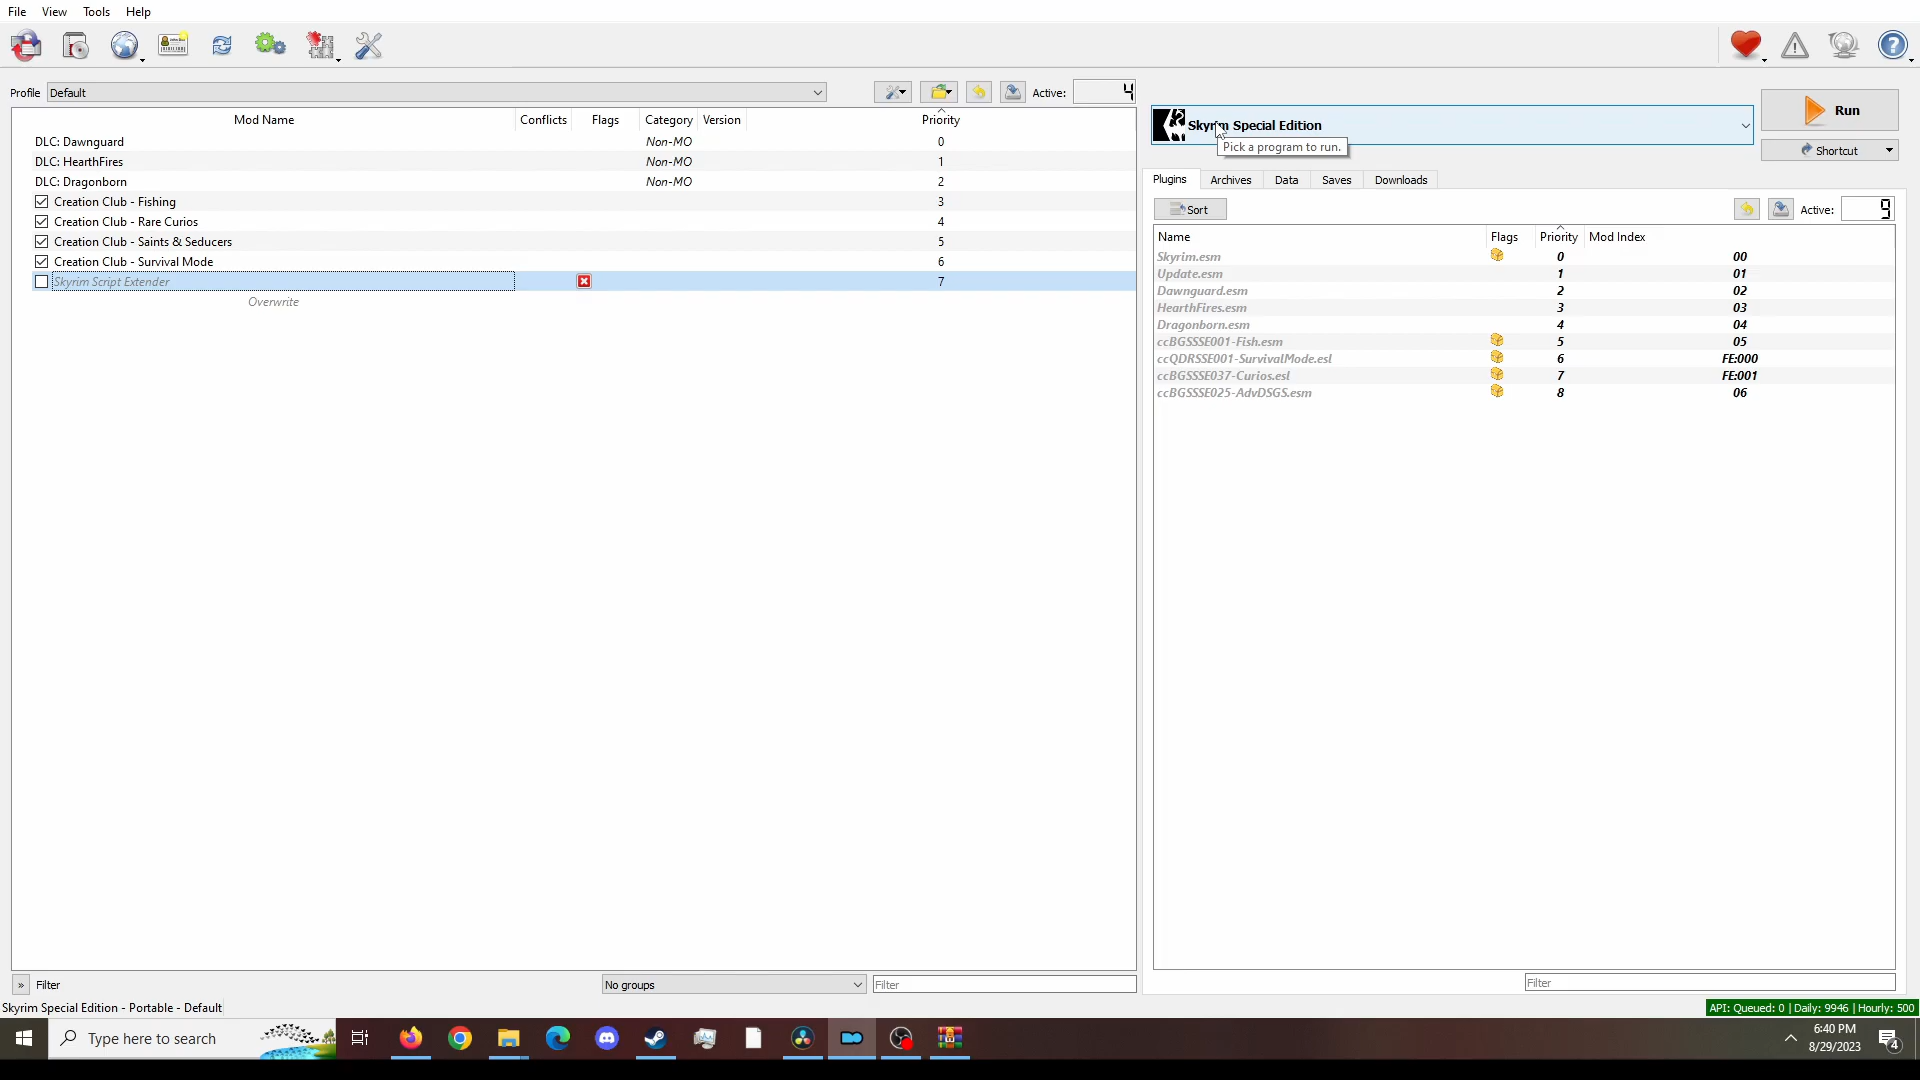 File View Tools Help
Profile Default Active: 4
Mod Name Conflicts Flags Category Version Priority
DLC: Dawnguard Non-MO 0
DLC: HearthFires Non-MO 1
DLC: Dragonborn Non-MO 2
Creation Club - Fishing 3
Creation Club - Rare Curios 4
Creation Club - Saints & Seducers 5
Creation Club - Survival Mode 6
Skyrim Script Extender 7
Overwrite
» Filter No groups Filter
Skyrim Special Edition
Pick a program to run.
Run
Shortcut
Plugins Archives Data Saves Downloads
Sort Active: 9
Name Flags Priority Mod Index
Skyrim.esm 0 00
Update.esm 1 01
Dawnguard.esm 2 02
HearthFires.esm 3 03
Dragonborn.esm 4 04
ccBGSSSE001-Fish.esm 5 05
ccQDRSSE001-SurvivalMode.esl 6 FE:000
ccBGSSSE037-Curios.esl 7 FE:001
ccBGSSSE025-AdvDSGS.esm 8 06
Filter
Skyrim Special Edition - Portable - Default
API: Queued: 0 | Daily: 9946 | Hourly: 500
Type here to search
6:40 PM
8/29/2023
4